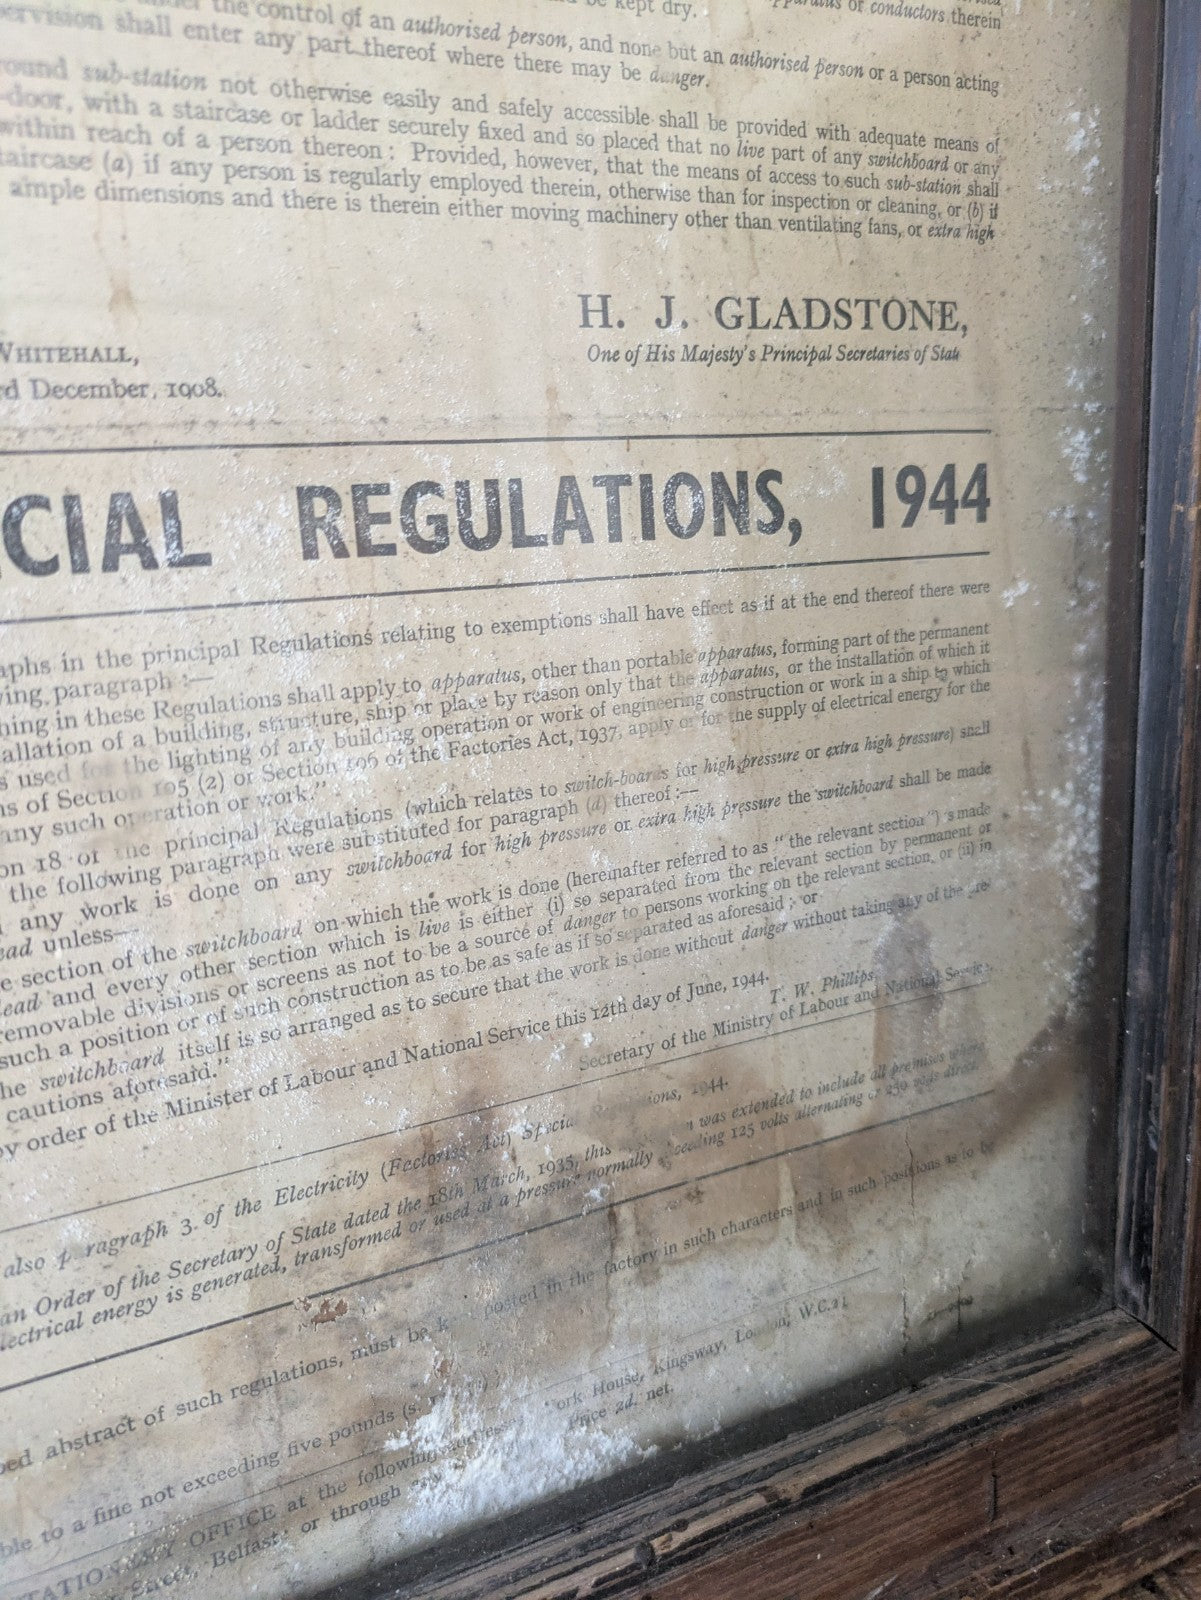 the control of an authorised person, and none but an authorised person or a person acting
kept dry. or conductors therein
shall enter any part thereof where there may be danger.
sub-station not otherwise easily and safely accessible shall be provided with adequate means of
-door, with a staircase or ladder securely fixed and so placed that no live part of any switchboard or any
within reach of a person thereon: Provided, however, that the means of access to such sub-station shall
(a) if any person is regularly employed therein, otherwise than for inspection or cleaning, or (b) if
ample dimensions and there is therein either moving machinery other than ventilating fans, or extra high
H. J. GLADSTONE,
One of His Majesty's Principal Secretaries of State
WHITEHALL,
December, 1908.
CIAL REGULATIONS, 1944
in the principal Regulations relating to exemptions shall have effect as if at the end thereof there were
paragraph :—
in these Regulations shall apply to apparatus, other than portable apparatus, forming part of the permanent
of a building, structure, ship or place by reason only that the apparatus, or the installation of which it
used for the lighting of any building operation or work of engineering construction or work in a ship to which
of Section 105 (2) or Section 106 of the Factories Act, 1937, apply or for the supply of electrical energy for the
any such operation or work."
18 of the principal Regulations (which relates to switch-boards for high pressure or extra high pressure) shall
the following paragraph were substituted for paragraph (d) thereof :—
any work is done on any switchboard for high pressure or extra high pressure the switchboard shall be made
unless—
section of the switchboard on which the work is done (hereinafter referred to as "the relevant section") is made
and every other section which is live is either (i) so separated from the relevant section by permanent or
removable divisions or screens as not to be a source of danger to persons working on the relevant section, or (ii) in
such a position or of such construction as to be as safe as if so separated as aforesaid; or
switchboard itself is so arranged as to secure that the work is done without danger without taking any of the pre-
cautions aforesaid."
by order of the Minister of Labour and National Service this 12th day of June, 1944.
T. W. Phillips,
Secretary of the Ministry of Labour and National Service.
also paragraph 3 of the Electricity (Factories Act) Special Regulations, 1944.
an Order of the Secretary of State dated the 18th March, 1935, this was extended to include all premises where
electrical energy is generated, transformed or used at a pressure normally exceeding 125 volts alternating or 250 volts direct.
abstract of such regulations, must be posted in the factory in such characters and in such positions as to be
to a fine not exceeding five pounds
OFFICE at the following addresses York House, Kingsway, London, W.C.2
Street, Belfast; or through any
Price 2d. net.